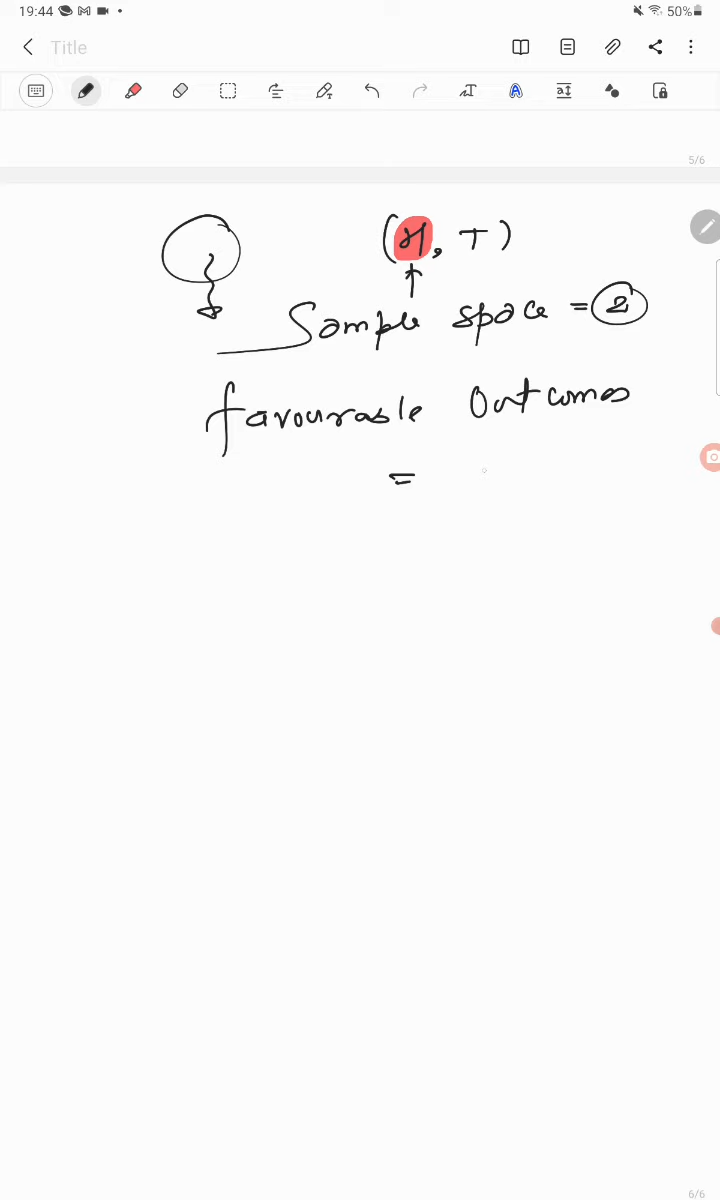 19:44 50%
Title
5/6
(H, T)
Sample space = 2
favourable Outcomes
=
6/6